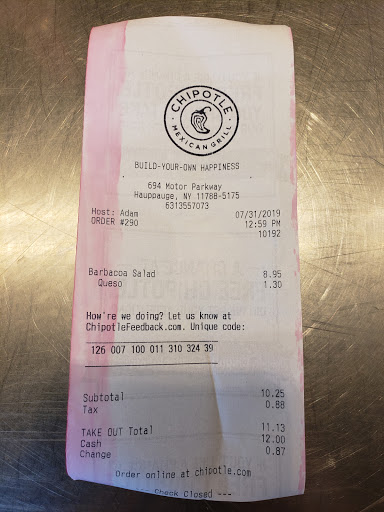 CHIPOTLE
MEXICAN GRILL
BUILD-YOUR-OWN HAPPINESS
694 Motor Parkway
Hauppauge, NY 11788-5175
6313557073
Host: Adam 07/31/2019
ORDER #290 12:59 PM
10192
Barbacoa Salad 8.95
Queso 1.30
How're we doing? Let us know at
ChipotleFeedback.com. Unique code:
126 007 100 011 310 324 39
Subtotal 10.25
Tax 0.88
TAKE OUT Total 11.13
Cash 12.00
Change 0.87
Order online at chipotle.com
--- Check Closed ---